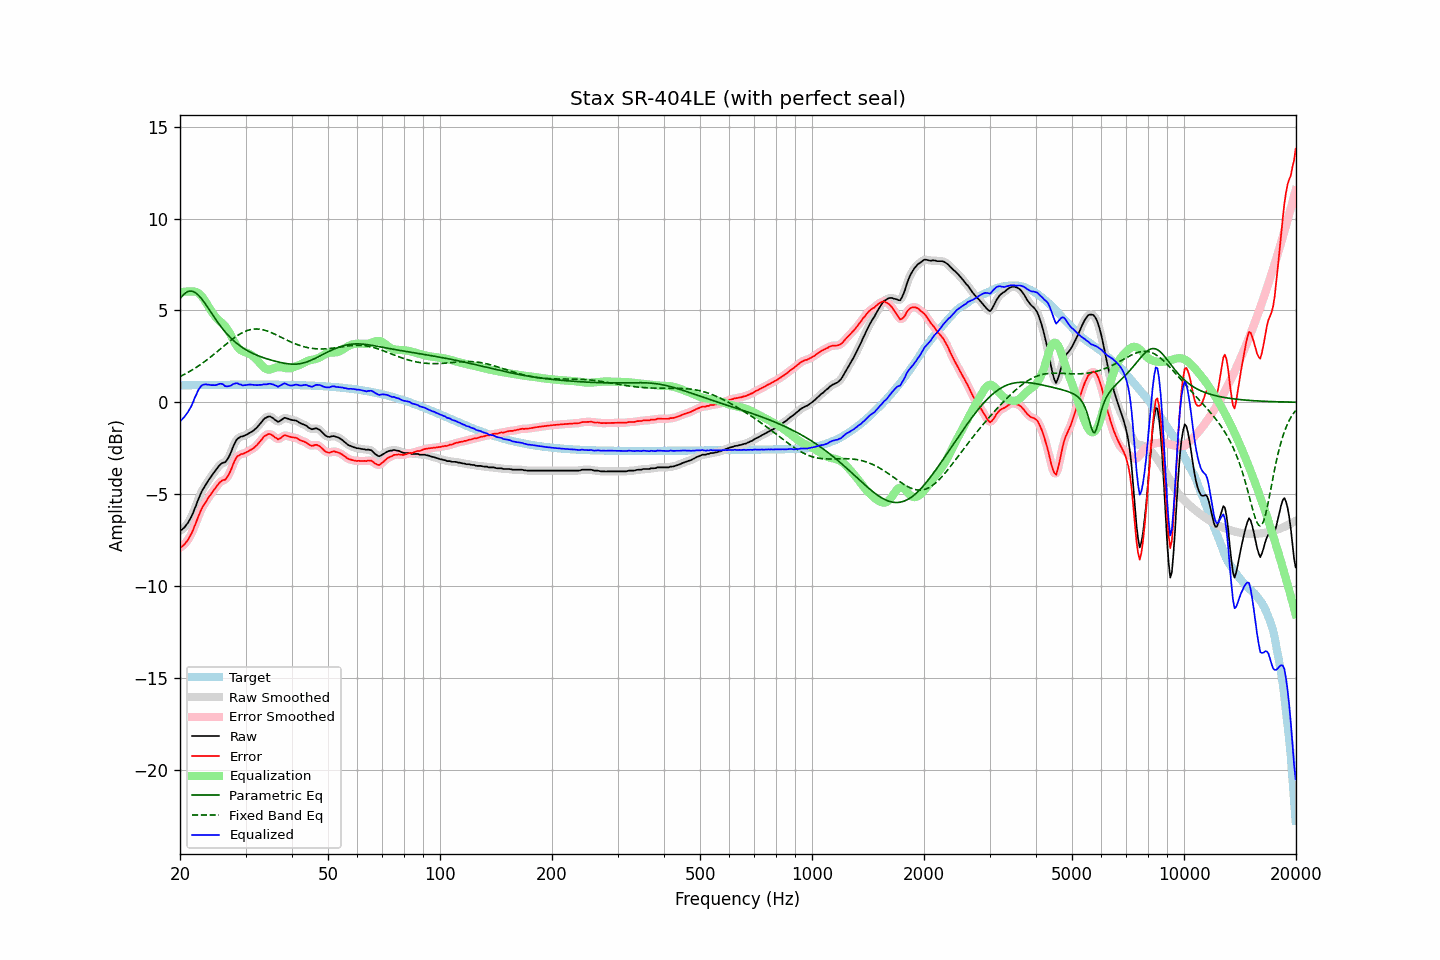 Stax SR-404LE (with perfect seal)
15
10
5
0
−5
−10
−15
−20
Amplitude (dBr)
Target
Raw Smoothed
Error Smoothed
Raw
Error
Equalization
Parametric Eq
Fixed Band Eq
Equalized
20 50 100 200 500 1000 2000 5000 10000 20000
Frequency (Hz)